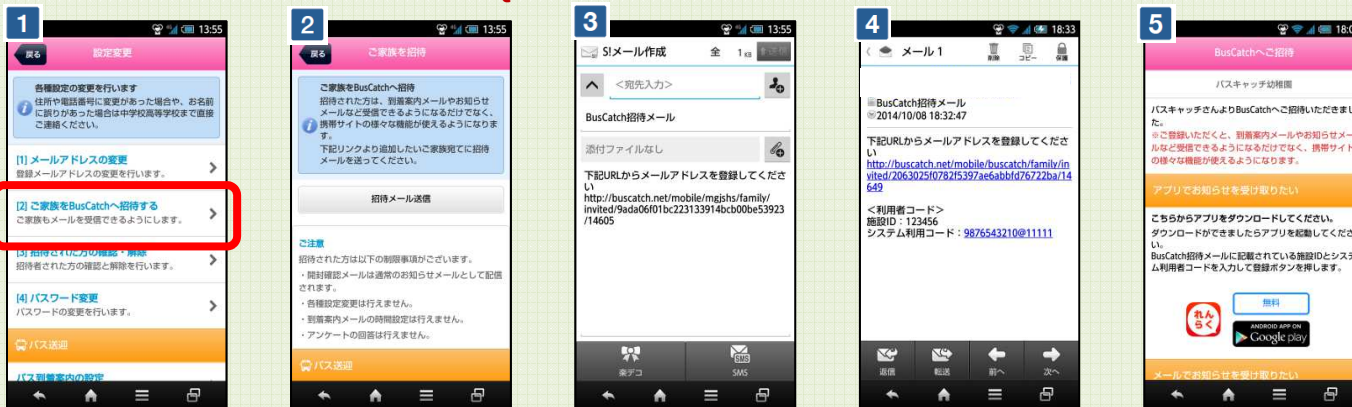 1
13:55
戻る
設定変更
各種設定の変更を行います
住所や電話番号に変更があった場合や、お名前
に誤りがあった場合は中学校高等学校まで直接
ご連絡ください。
[1] メールアドレスの変更
登録メールアドレスの変更を行います。
[2] ご家族をBusCatchへ招待する
ご家族もメールを受信できるようにします。
[3] 招待された方の確認・解除
招待者された方の確認と解除を行います。
[4] パスワード変更
パスワードの変更を行います。
バス送迎
バス到着案内の設定
2
13:55
戻る
ご家族を招待
ご家族をBusCatchへ招待
招待された方は、到着案内メールやお知らせ
メールなど受信できるようになるだけでなく、
携帯サイトの様々な機能が使えるようになりま
す。
下記リンクより追加したいご家族宛てに招待
メールを送ってください。
招待メール送信
ご注意
招待された方は以下の制限事項がございます。
・開封確認メールは通常のお知らせメールとして配信
されます。
・各種設定変更は行えません。
・到着案内メールの時間設定は行えません。
・アンケートの回答は行えません。
バス送迎
3
13:55
S!メール作成
全 1KB
送信
<宛先入力>
BusCatch招待メール
添付ファイルなし
下記URLからメールアドレスを登録してくださ
い
http://buscatch.net/mobile/mgjshs/family/
invited/9ada06f01bc223133914bcb00be53923
/14605
楽デコ
SMS
SMS
4
18:33
メール 1
削除
コピー
保護
BusCatch招待メール
2014/10/08 18:32:47
下記URLからメールアドレスを登録してくださ
い
http://buscatch.net/mobile/buscatch/family/in
vited/2063025f0782f5397ae6abbfd76722ba/14
649
<利用者コード>
施設ID：123456
システム利用コード：9876543210@11111
返信
転送
前へ
次へ
5
18:0
BusCatchへご招待
バスキャッチ幼稚園
バスキャッチさんよりBusCatchへご招待いただきまし
た。
※ご登録いただくと、到着案内メールやお知らせメー
ルなど受信できるようになるだけでなく、携帯サイト
の様々な機能が使えるようになります。
アプリでお知らせを受け取りたい
こちらからアプリをダウンロードしてください。
ダウンロードができましたらアプリを起動してくださ
い。
BusCatch招待メールに記載されている施設IDとシステ
ム利用者コードを入力して登録ボタンを押します。
れん
らく
無料
ANDROID APP ON
Google play
メールでお知らせを受け取りたい